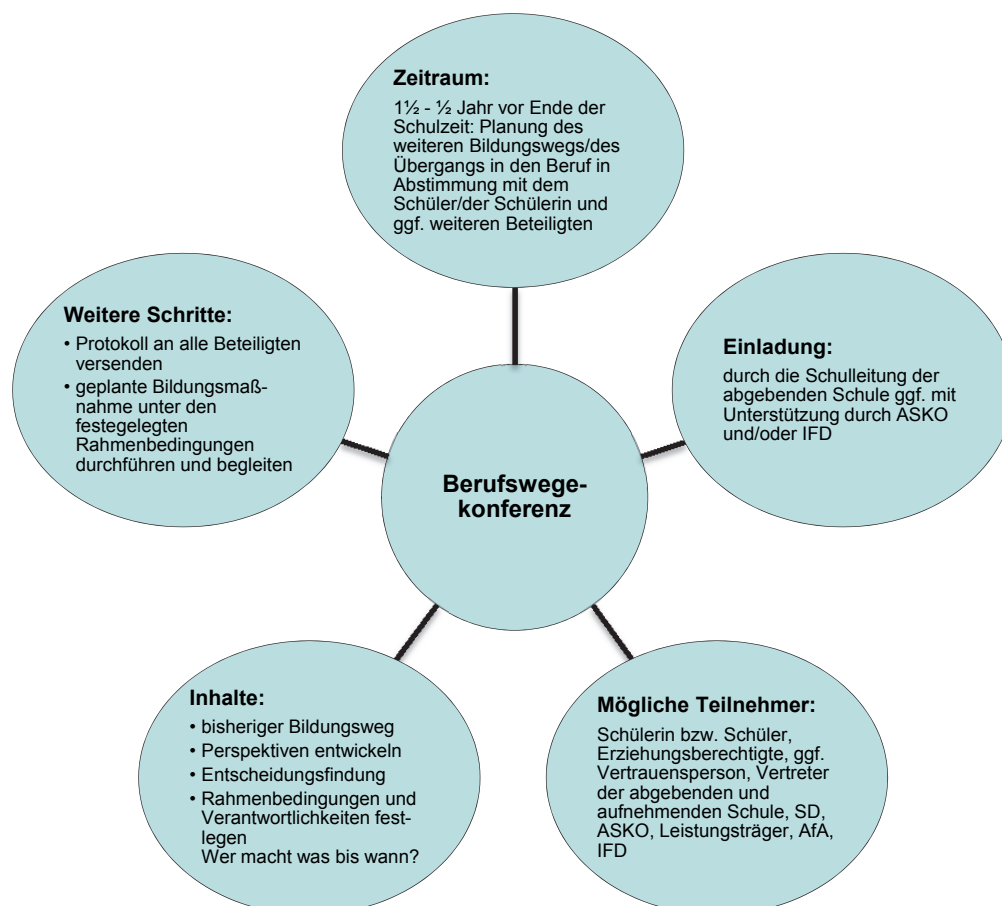 Zeitraum:
1½ - ½ Jahr vor Ende der
Schulzeit: Planung des
weiteren Bildungswegs/des
Übergangs in den Beruf in
Abstimmung mit dem
Schüler/der Schülerin und
ggf. weiteren Beteiligten
Weitere Schritte:
• Protokoll an alle Beteiligten
versenden
• geplante Bildungsmaß-
nahme unter den
festegelegten
Rahmenbedingungen
durchführen und begleiten
Einladung:
durch die Schulleitung der
abgebenden Schule ggf. mit
Unterstützung durch ASKO
und/oder IFD
Berufswege-
konferenz
Inhalte:
• bisheriger Bildungsweg
• Perspektiven entwickeln
• Entscheidungsfindung
• Rahmenbedingungen und
Verantwortlichkeiten fest-
legen
Wer macht was bis wann?
Mögliche Teilnehmer:
Schülerin bzw. Schüler,
Erziehungsberechtigte, ggf.
Vertrauensperson, Vertreter
der abgebenden und
aufnehmenden Schule, SD,
ASKO, Leistungsträger, AfA,
IFD